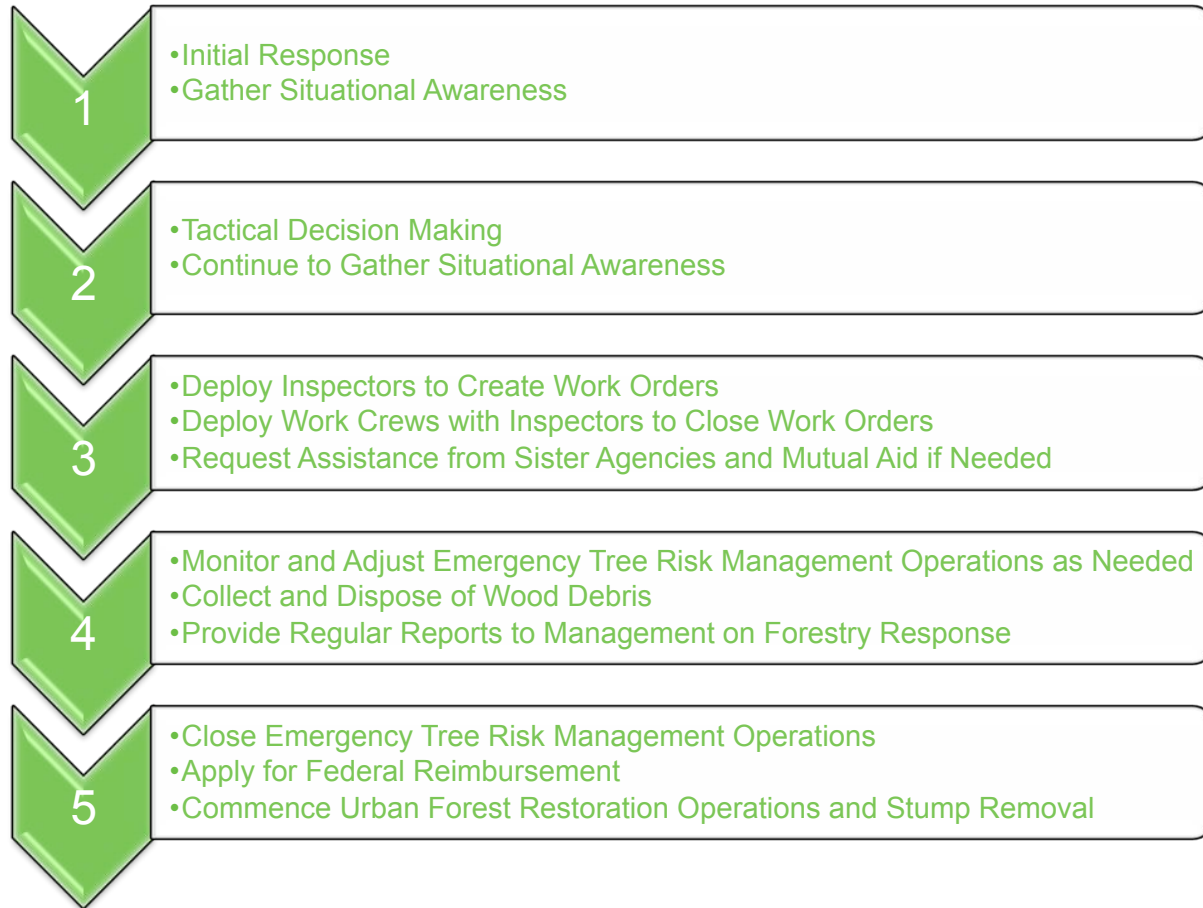 1
•Initial Response
•Gather Situational Awareness
2
•Tactical Decision Making
•Continue to Gather Situational Awareness
3
•Deploy Inspectors to Create Work Orders
•Deploy Work Crews with Inspectors to Close Work Orders
•Request Assistance from Sister Agencies and Mutual Aid if Needed
4
•Monitor and Adjust Emergency Tree Risk Management Operations as Needed
•Collect and Dispose of Wood Debris
•Provide Regular Reports to Management on Forestry Response
5
•Close Emergency Tree Risk Management Operations
•Apply for Federal Reimbursement
•Commence Urban Forest Restoration Operations and Stump Removal